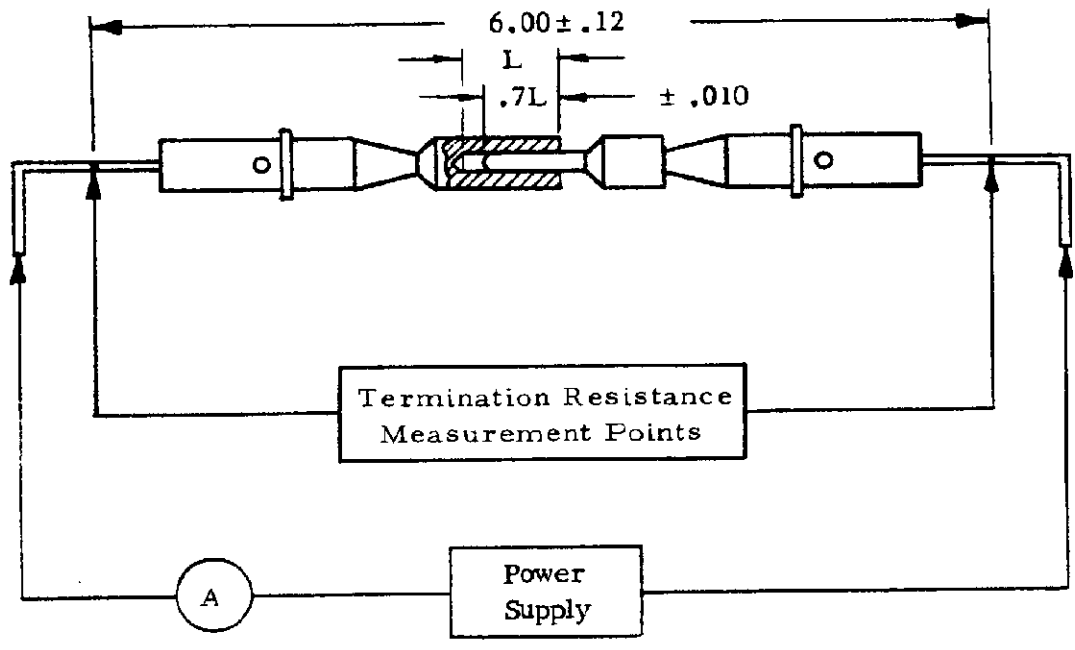 6.00± .12
L
.7L ± .010
Termination Resistance
Measurement Points
A
Power
Supply